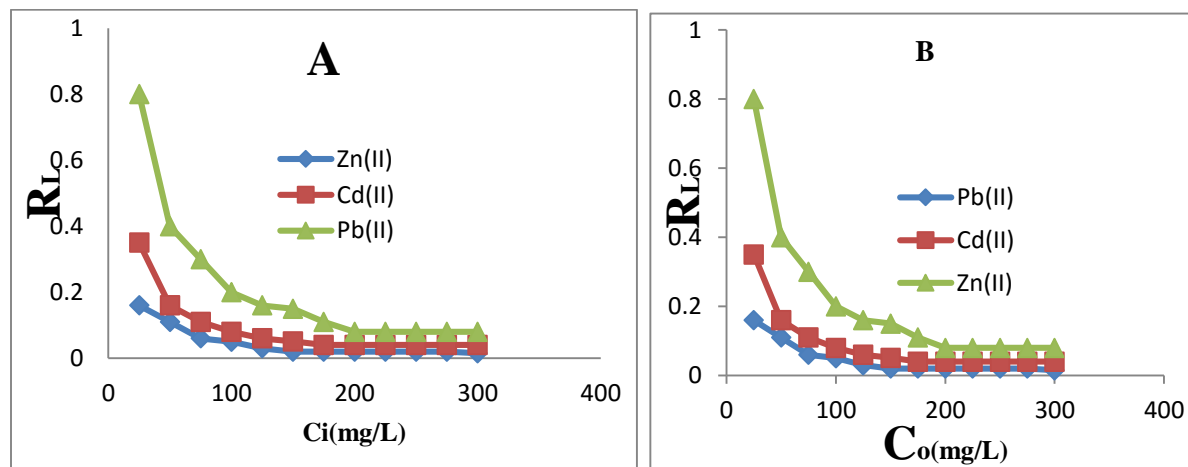 A
1
0.8
0.6
0.4
0.2
0
RL
Zn(II)
Cd(II)
Pb(II)
0 100 200 300 400
Ci(mg/L)
B
1
0.8
0.6
0.4
0.2
0
RL
Pb(II)
Cd(II)
Zn(II)
0 100 200 300 400
Co(mg/L)